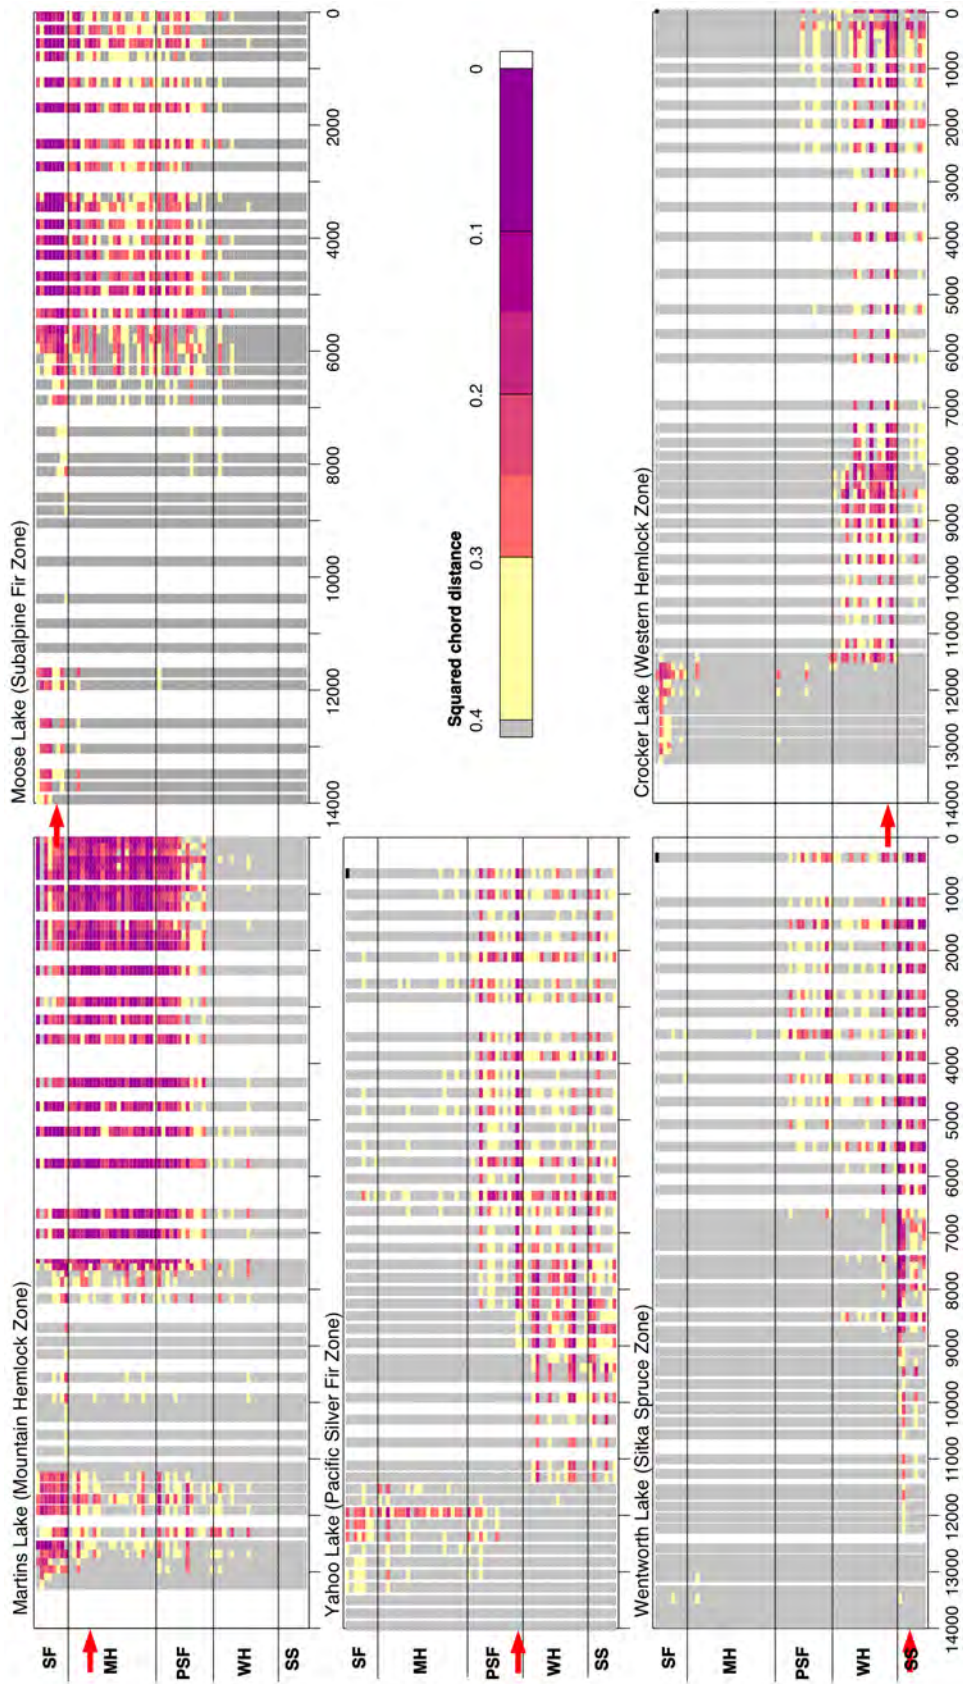 Martins Lake (Mountain Hemlock Zone)
SF
MH
PSF
WH
SS
Moose Lake (Subalpine Fir Zone)
14000
12000
10000
8000
6000
4000
2000
0
Yahoo Lake (Pacific Silver Fir Zone)
SF
MH
PSF
WH
SS
Squared chord distance
0.4
0.3
0.2
0.1
0
Wentworth Lake (Sitka Spruce Zone)
SF
MH
PSF
WH
SS
14000
13000
12000
11000
10000
9000
8000
7000
6000
5000
4000
3000
2000
1000
0
Crocker Lake (Western Hemlock Zone)
14000
13000
12000
11000
10000
9000
8000
7000
6000
5000
4000
3000
2000
1000
0